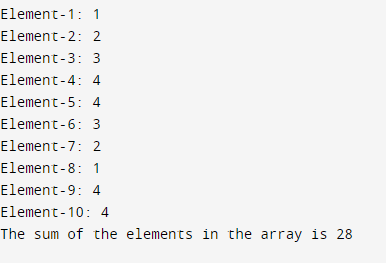 Element-1: 1
Element-2: 2
Element-3: 3
Element-4: 4
Element-5: 4
Element-6: 3
Element-7: 2
Element-8: 1
Element-9: 4
Element-10: 4
The sum of the elements in the array is 28